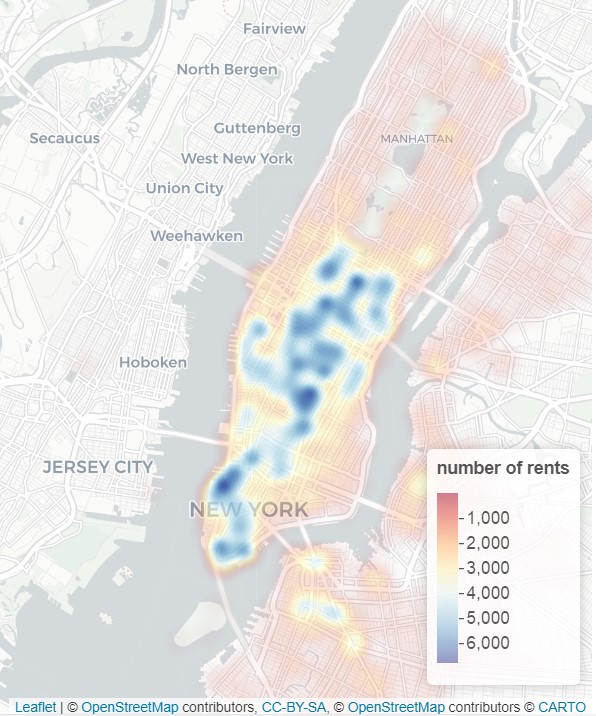 Fairview
North Bergen
Secaucus
Guttenberg
MANHATTAN
West New York
Union City
Weehawken
Hoboken
JERSEY CITY
NEW YORK
number of rents
1,000
2,000
3,000
4,000
5,000
6,000
Leaflet | © OpenStreetMap contributors, CC-BY-SA, © OpenStreetMap contributors © CARTO